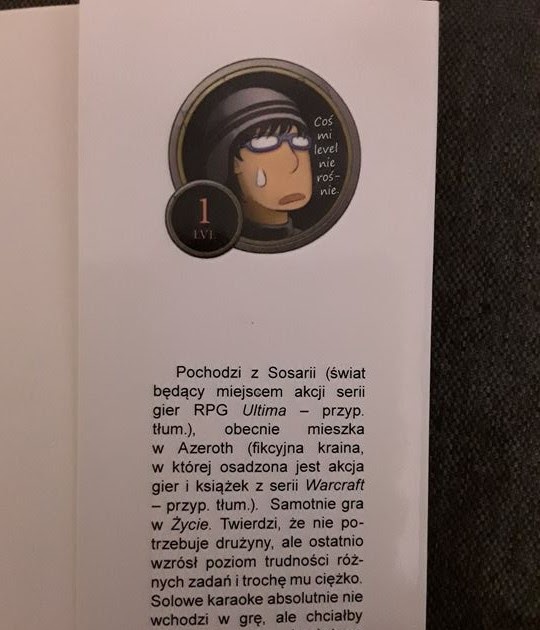 Coś
mi
level
nie
roś-
nie.
1
LVL
Pochodzi z Sosarii (świat
będący miejscem akcji serii
gier RPG Ultima – przyp.
tłum.), obecnie mieszka
w Azeroth (fikcyjna kraina,
w której osadzona jest akcja
gier i książek z serii Warcraft
– przyp. tłum.). Samotnie gra
w Życie. Twierdzi, że nie po-
trzebuje drużyny, ale ostatnio
wzrósł poziom trudności róż-
nych zadań i trochę mu ciężko.
Solowe karaoke absolutnie nie
wchodzi w grę, ale chciałby